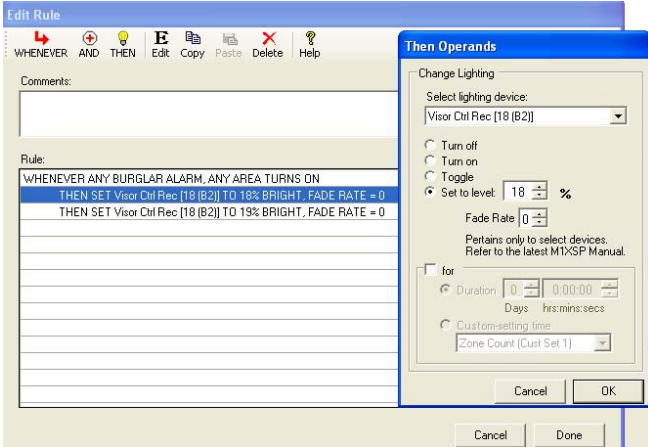 Edit Rule
WHENEVER AND THEN Edit Copy Paste Delete Help
Comments:
Rule:
WHENEVER ANY BURGLAR ALARM, ANY AREA TURNS ON
THEN SET Visor Ctrl Rec [18 (B2)] TO 18% BRIGHT, FADE RATE = 0
THEN SET Visor Ctrl Rec [18 (B2)] TO 19% BRIGHT, FADE RATE = 0
Cancel Done
Then Operands
Change Lighting
Select lighting device:
Visor Ctrl Rec [18 (B2)]
Turn off
Turn on
Toggle
Set to level: 18 %
Fade Rate 0
Pertains only to select devices.
Refer to the latest M1XSP Manual.
for
Duration 0 0:00:00
Days hrs:mins:secs
Custom-setting time
Zone Count (Cust Set 1)
Cancel OK